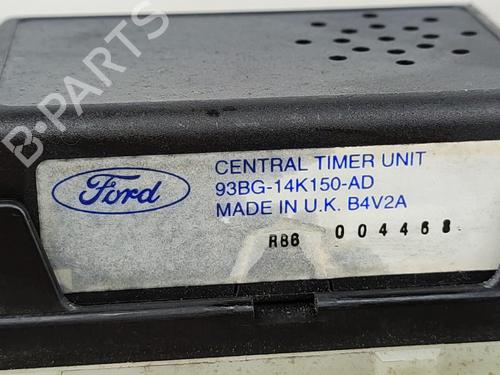 B-PARTS
Ford
CENTRAL TIMER UNIT
93BG-14K150-AD
MADE IN U.K. B4V2A
R86 004468